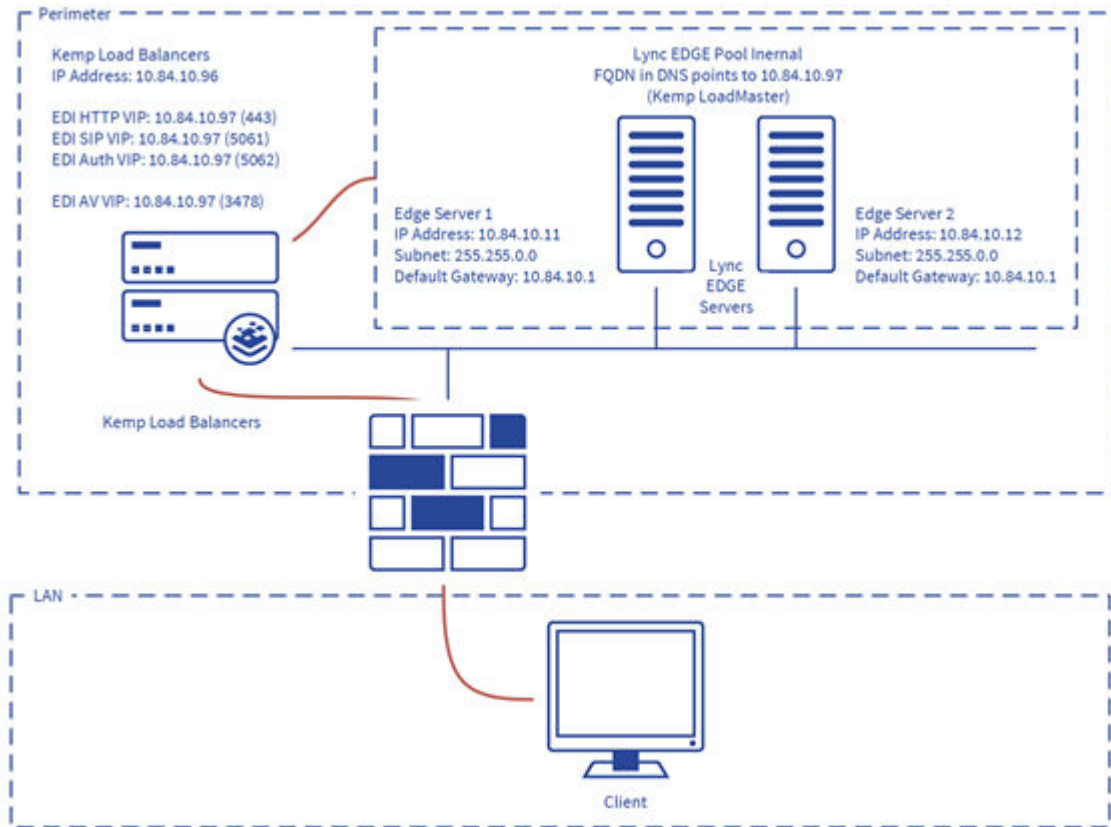 Perimeter
Kemp Load Balancers
IP Address: 10.84.10.96
EDI HTTP VIP: 10.84.10.97 (443)
EDI SIP VIP: 10.84.10.97 (5061)
EDI Auth VIP: 10.84.10.97 (5062)
EDI AV VIP: 10.84.10.97 (3478)
Lync EDGE Pool Inernal
FQDN in DNS points to 10.84.10.97
(Kemp LoadMaster)
Edge Server 1
IP Address: 10.84.10.11
Subnet: 255.255.0.0
Default Gateway: 10.84.10.1
Lync
EDGE
Servers
Edge Server 2
IP Address: 10.84.10.12
Subnet: 255.255.0.0
Default Gateway: 10.84.10.1
Kemp Load Balancers
LAN
Client